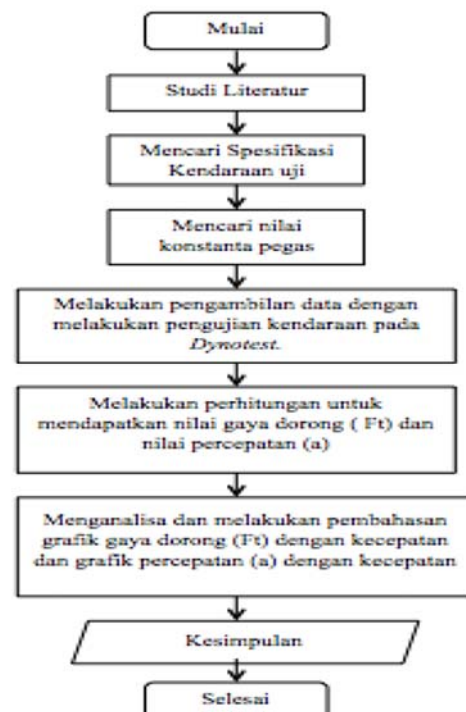 Mulai
Studi Literatur
Mencari Spesifikasi
Kendaraan uji
Mencari nilai
konstanta pegas
Melakukan pengambilan data dengan
melakukan pengujian kendaraan pada
Dynotest.
Melakukan perhitungan untuk
mendapatkan nilai gaya dorong ( Ft) dan
nilai percepatan (a)
Menganalisa dan melakukan pembahasan
grafik gaya dorong (Ft) dengan kecepatan
dan grafik percepatan (a) dengan kecepatan
Kesimpulan
Selesai